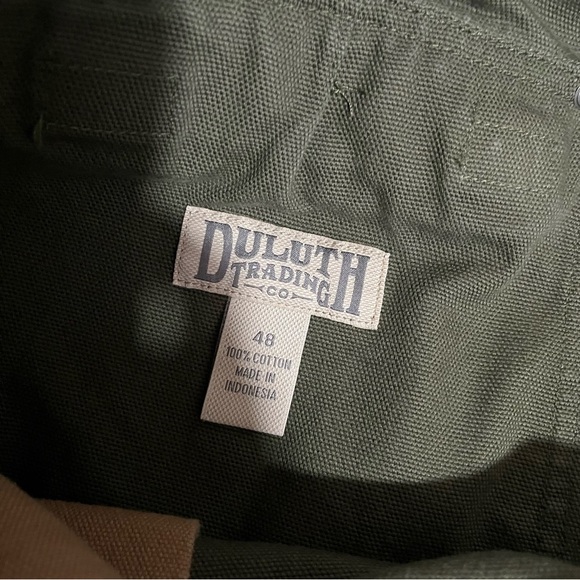 DULUTH
TRADING
CO
48
100% COTTON
MADE IN
INDONESIA